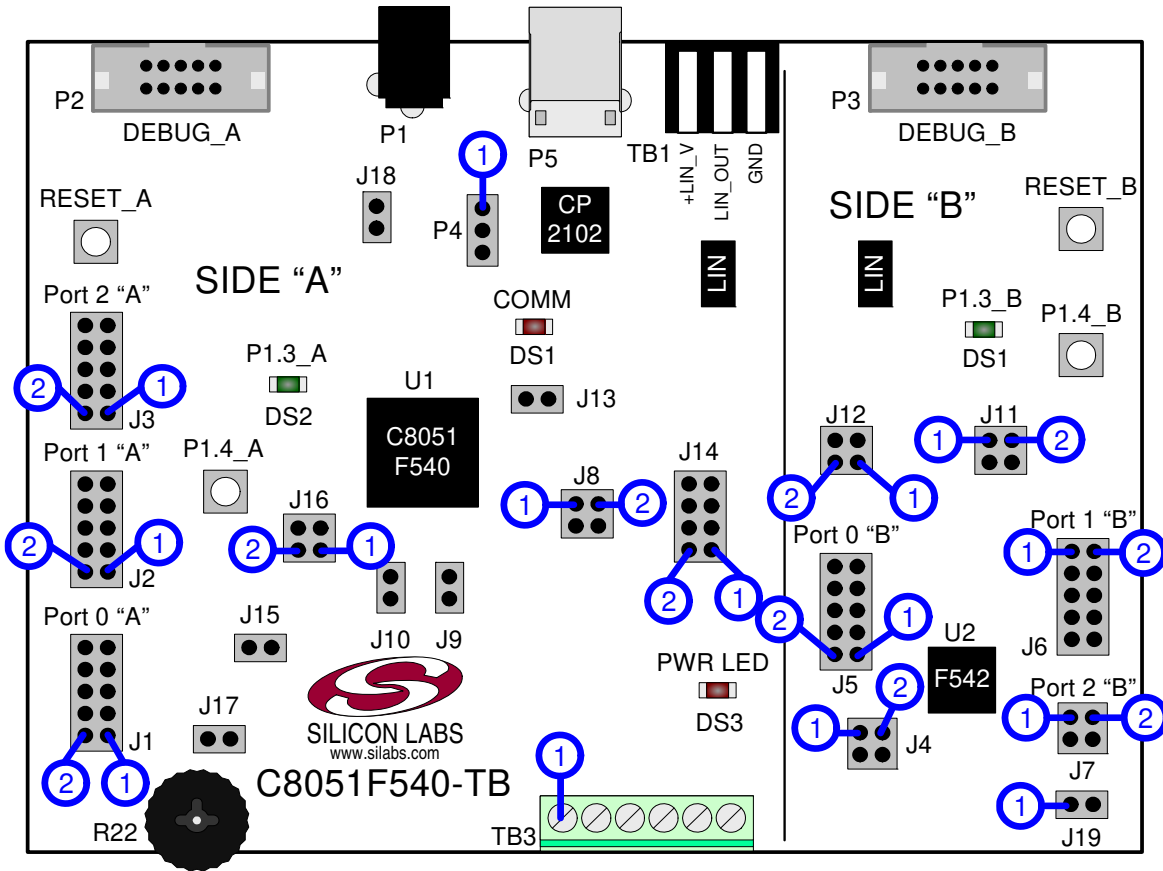 P2
DEBUG_A
P1
P5
TB1
+LIN_V
LIN_OUT
GND
P3
DEBUG_B
RESET_A
J18
1
P4
CP
2102
SIDE “B”
RESET_B
SIDE “A”
LIN
LIN
Port 2 “A”
COMM
DS1
P1.3_B
DS1
P1.4_B
P1.3_A
DS2
U1
2
1
J3
J13
C8051
F540
Port 1 “A”
P1.4_A
J12
J11
1
2
J14
J8
1
2
2
1
J16
2
1
2
1
J2
Port 0 “B”
Port 1 “B”
1
2
J10
J9
2
1
2
1
Port 0 “A”
J15
U2
J6
PWR LED
DS3
J5
F542
2
Port 2 “B”
1
2
1
J4
J7
J17
J1
SILICON LABS
www.silabs.com
C8051F540-TB
2
1
1
R22
TB3
1
J19